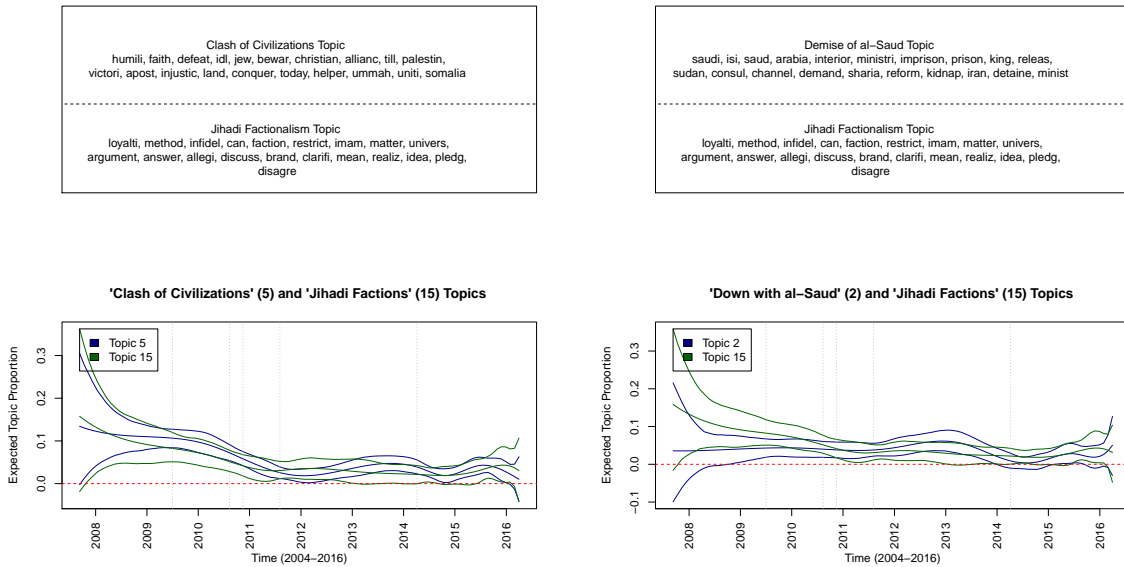 Clash of Civilizations Topic
humili, faith, defeat, idl, jew, bewar, christian, allianc, till, palestin,
victori, apost, injustic, land, conquer, today, helper, ummah, uniti, somalia
Jihadi Factionalism Topic
loyalti, method, infidel, can, faction, restrict, imam, matter, univers,
argument, answer, allegi, discuss, brand, clarifi, mean, realiz, idea, pledg,
disagre
Demise of al−Saud Topic
saudi, isi, saud, arabia, interior, ministri, imprison, prison, king, releas,
sudan, consul, channel, demand, sharia, reform, kidnap, iran, detaine, minist
Jihadi Factionalism Topic
loyalti, method, infidel, can, faction, restrict, imam, matter, univers,
argument, answer, allegi, discuss, brand, clarifi, mean, realiz, idea, pledg,
disagre
'Clash of Civilizations' (5) and 'Jihadi Factions' (15) Topics
Expected Topic Proportion
0.3
0.2
0.1
0.0
Topic 5
Topic 15
2008 2009 2010 2011 2012 2013 2014 2015 2016
Time (2004−2016)
'Down with al−Saud' (2) and 'Jihadi Factions' (15) Topics
Expected Topic Proportion
0.3
0.2
0.1
0.0
−0.1
Topic 2
Topic 15
2008 2009 2010 2011 2012 2013 2014 2015 2016
Time (2004−2016)